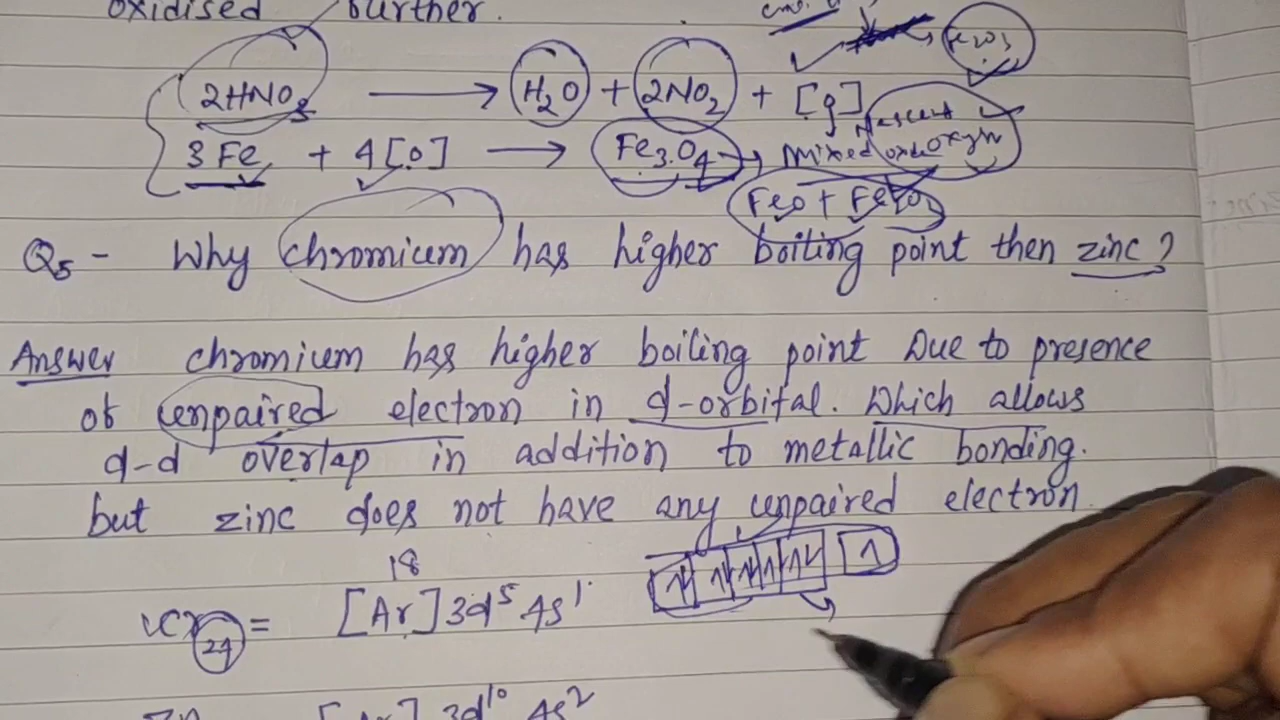 oxidised further.
2HNO3 ⟶ H2O + 2NO2 + [O]
Nascent oxygen
3Fe + 4[O] ⟶ Fe3O4 → Mixed oxide
FeO + Fe2O3
Q5 - Why chromium has higher boiling point then zinc?
Answer chromium has higher boiling point Due to presence
of unpaired electron in d-orbital. Which allows
d-d overlap in addition to metallic bonding.
but zinc does not have any unpaired electron.
18
Cr24 = [Ar] 3d5 4s1
Zn [Ar] 3d10 4s2